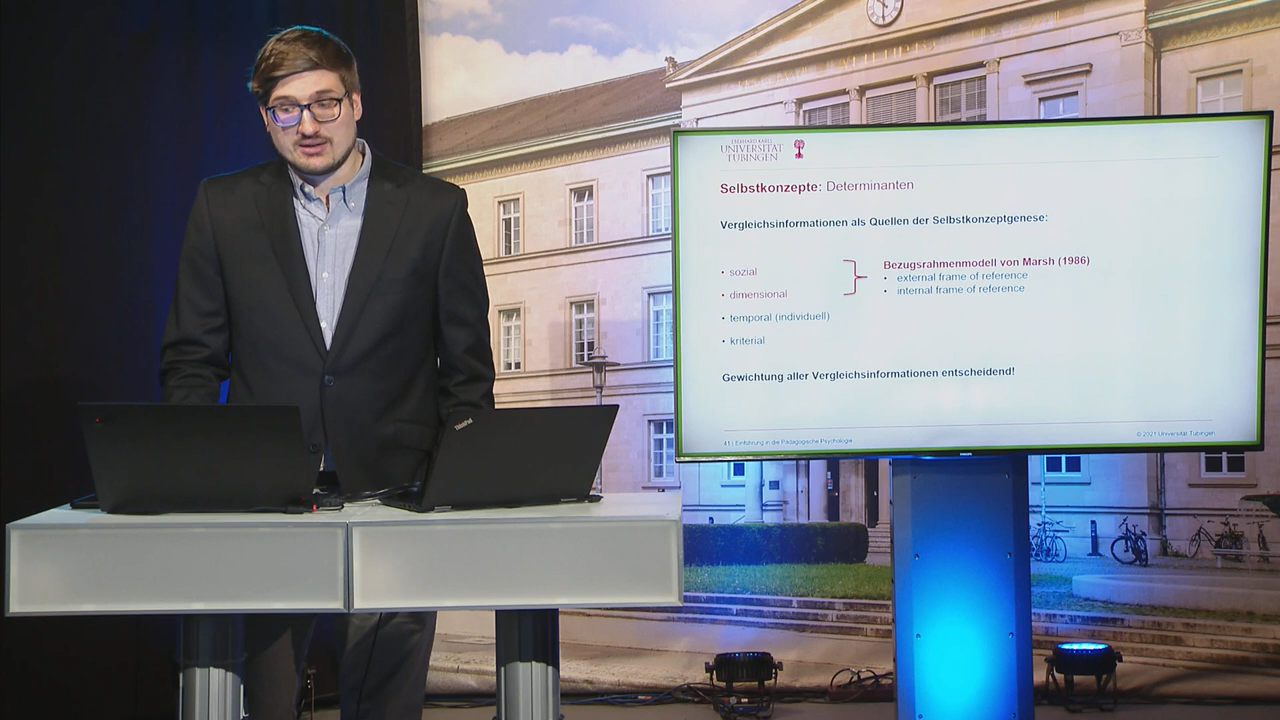 EBERHARD KARLS
UNIVERSITÄT
TÜBINGEN
Selbstkonzepte: Determinanten
Vergleichsinformationen als Quellen der Selbstkonzeptgenese:
• sozial
• dimensional
• temporal (individuell)
• kriterial
Bezugsrahmenmodell von Marsh (1986)
• external frame of reference
• internal frame of reference
Gewichtung aller Vergleichsinformationen entscheidend!
41 | Einführung in die Pädagogische Psychologie
© 2021 Universität Tübingen
PHILIPS
ThinkPad